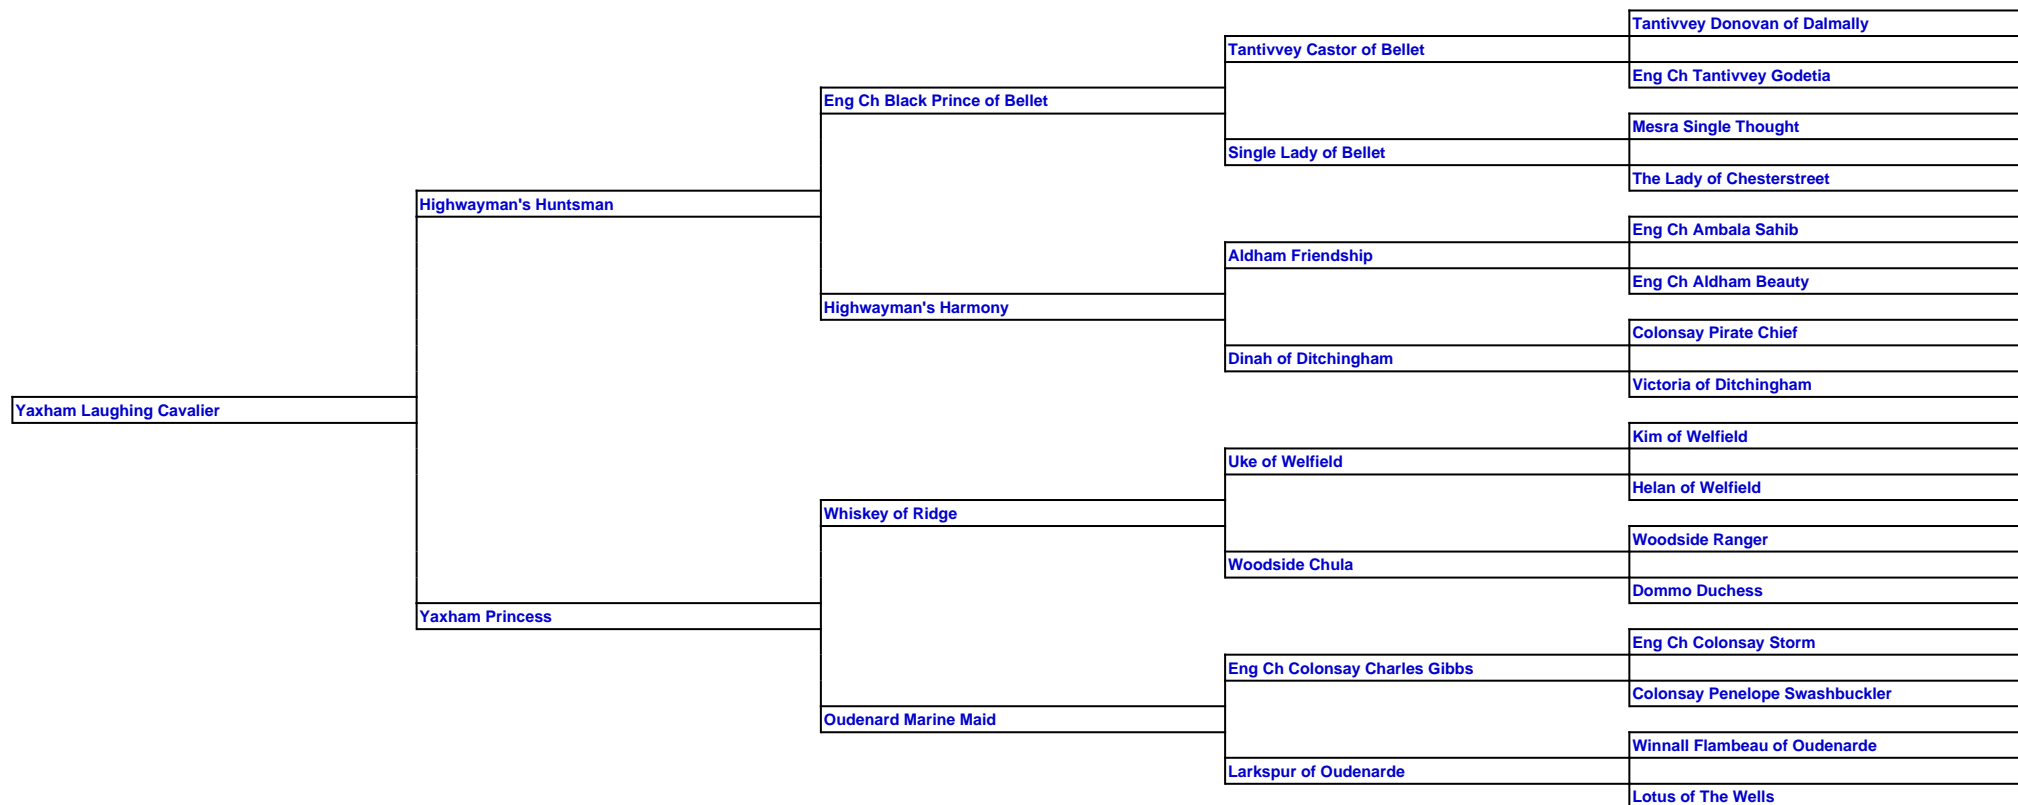 Tantivvey Donovan of Dalmally
Tantivvey Castor of Bellet
Eng Ch Tantivvey Godetia
Eng Ch Black Prince of Bellet
Mesra Single Thought
Single Lady of Bellet
The Lady of Chesterstreet
Highwayman's Huntsman
Eng Ch Ambala Sahib
Aldham Friendship
Eng Ch Aldham Beauty
Highwayman's Harmony
Colonsay Pirate Chief
Dinah of Ditchingham
Victoria of Ditchingham
Yaxham Laughing Cavalier
Kim of Welfield
Uke of Welfield
Helan of Welfield
Whiskey of Ridge
Woodside Ranger
Woodside Chula
Dommo Duchess
Yaxham Princess
Eng Ch Colonsay Storm
Eng Ch Colonsay Charles Gibbs
Colonsay Penelope Swashbuckler
Oudenard Marine Maid
Winnall Flambeau of Oudenarde
Larkspur of Oudenarde
Lotus of The Wells